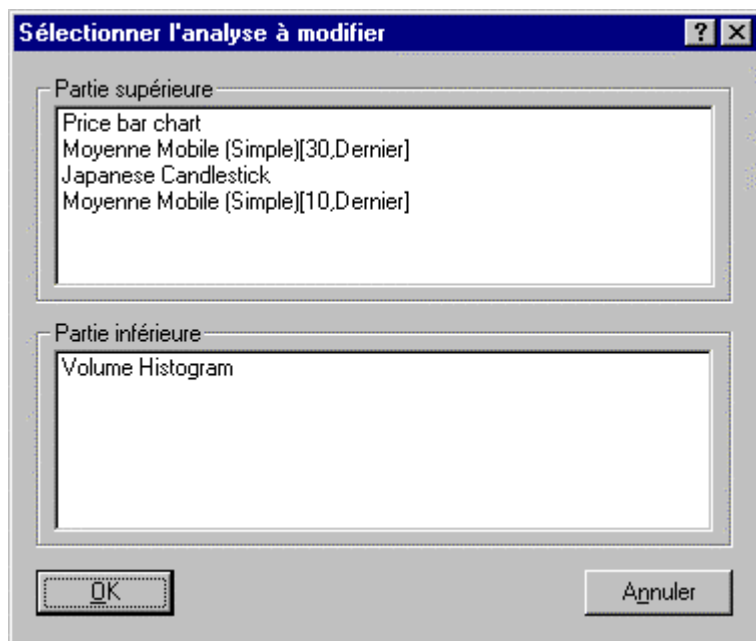 Sélectionner l'analyse à modifier
Partie supérieure
Price bar chart
Moyenne Mobile (Simple)[30,Dernier]
Japanese Candlestick
Moyenne Mobile (Simple)[10,Dernier]
Partie inférieure
Volume Histogram
OK
Annuler